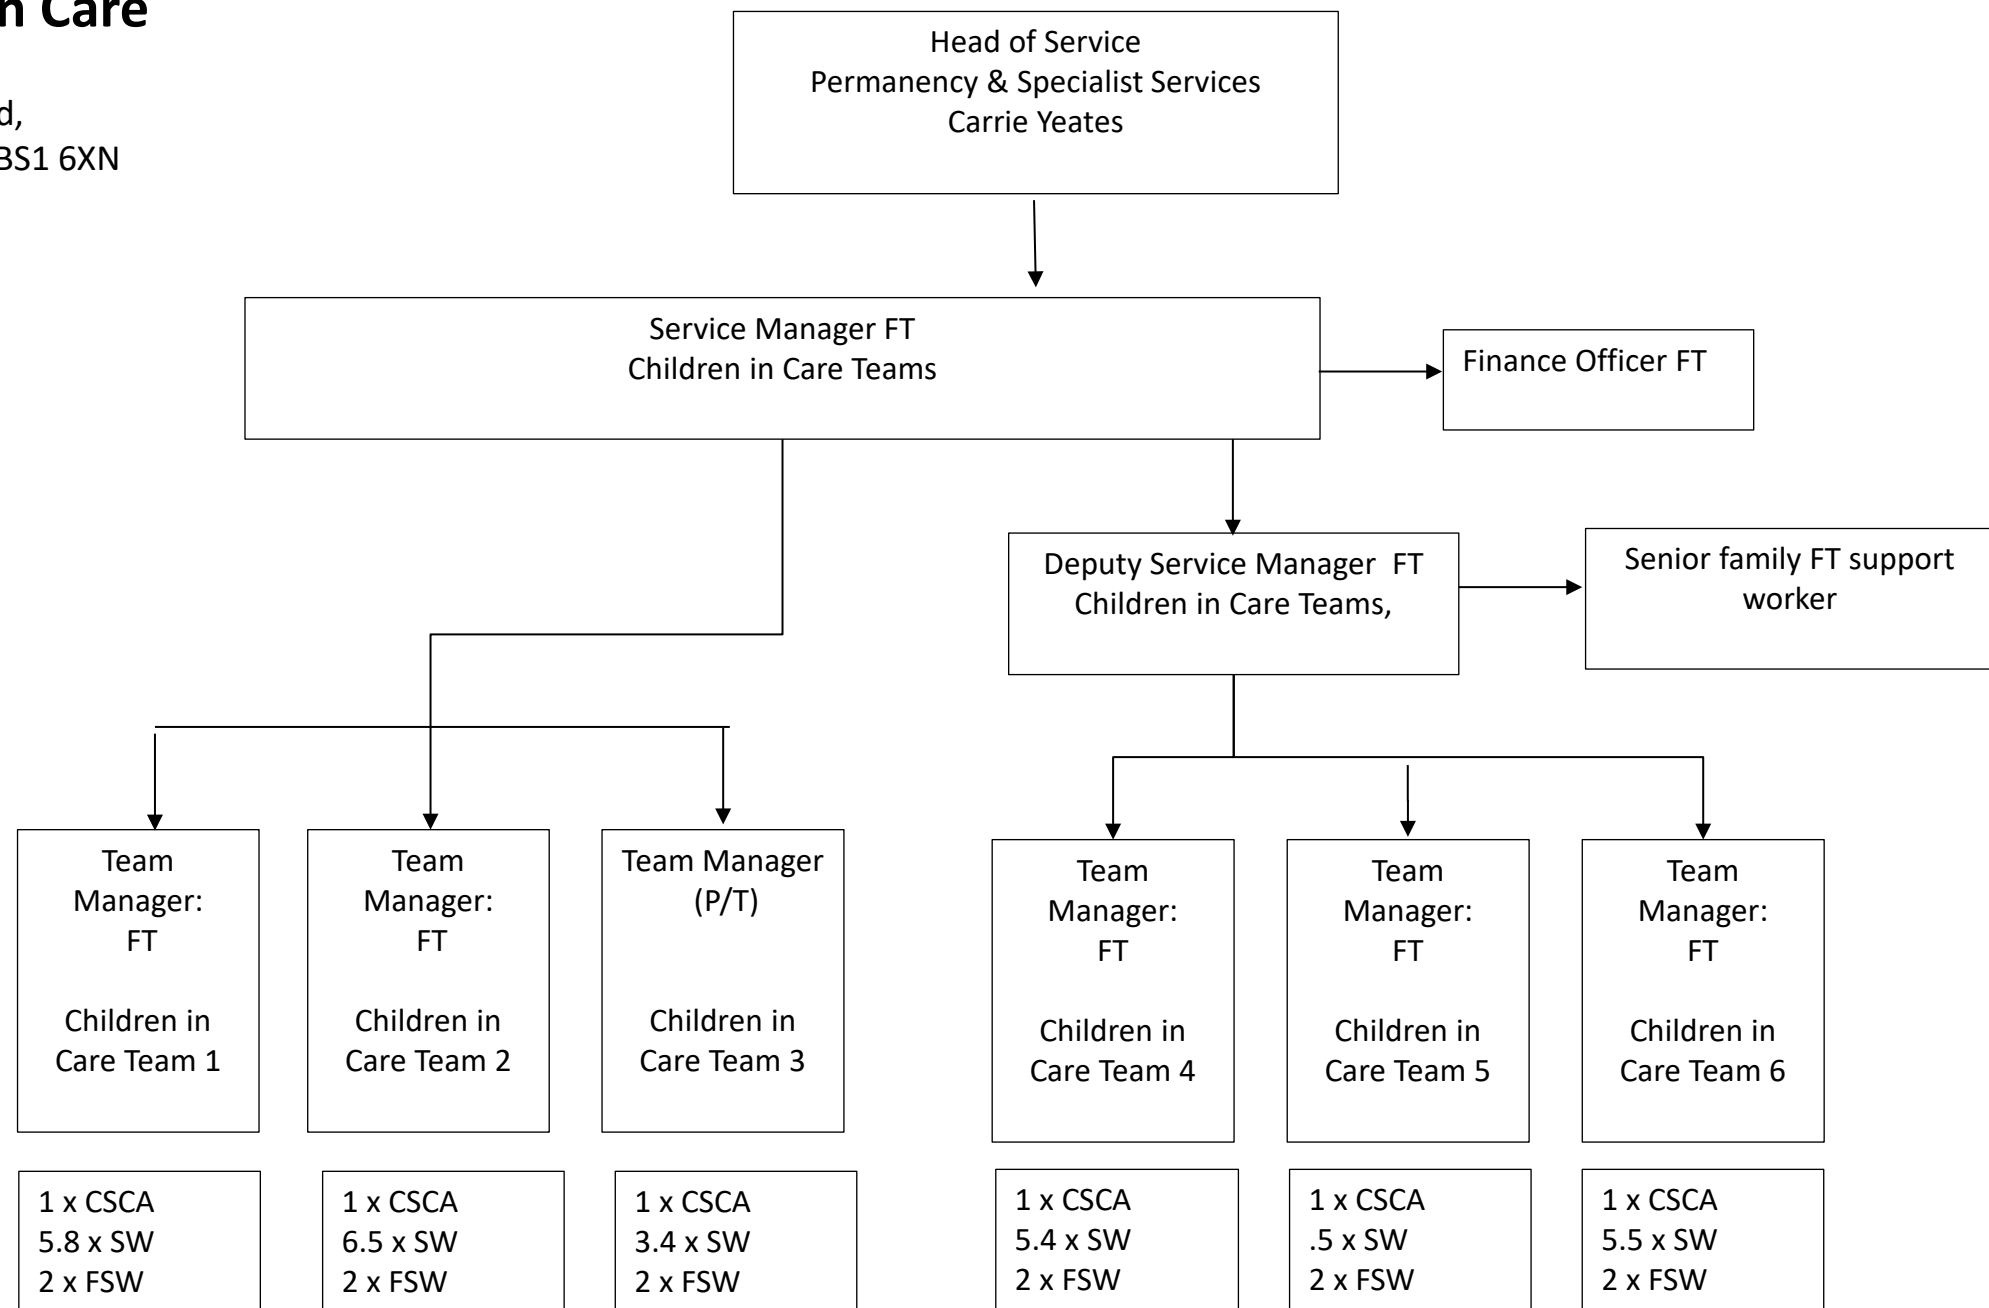 n Care
d,
BS1 6XN
Head of Service
Permanency & Specialist Services
Carrie Yeates
Service Manager FT
Children in Care Teams
Finance Officer FT
Deputy Service Manager  FT
Children in Care Teams,
Senior family FT support
worker
Team
Manager:
FT
Children in
Care Team 1
Team
Manager:
FT
Children in
Care Team 2
Team Manager
(P/T)
Children in
Care Team 3
Team
Manager:
FT
Children in
Care Team 4
Team
Manager:
FT
Children in
Care Team 5
Team
Manager:
FT
Children in
Care Team 6
1 x CSCA
5.8 x SW
2 x FSW
1 x CSCA
6.5 x SW
2 x FSW
1 x CSCA
3.4 x SW
2 x FSW
1 x CSCA
5.4 x SW
2 x FSW
1 x CSCA
.5 x SW
2 x FSW
1 x CSCA
5.5 x SW
2 x FSW